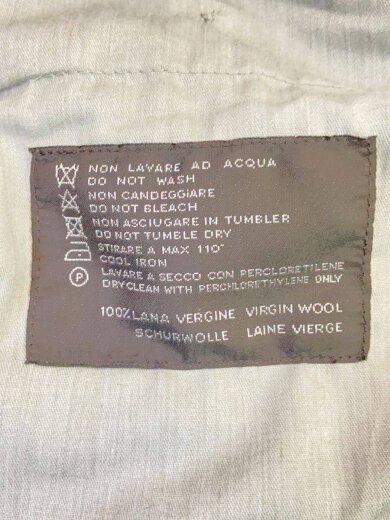 NON LAVARE AD ACQUA
DO NOT WASH
NON CANDEGGIARE
DO NOT BLEACH
NON ASCIUGARE IN TUMBLER
DO NOT TUMBLE DRY
STIRARE A MAX 110°
COOL IRON
P LAVARE A SECCO CON PERCLORETILENE
DRYCLEAN WITH PERCHLORETHYLENE ONLY
100% LANA VERGINE VIRGIN WOOL
SCHURWOLLE LAINE VIERGE